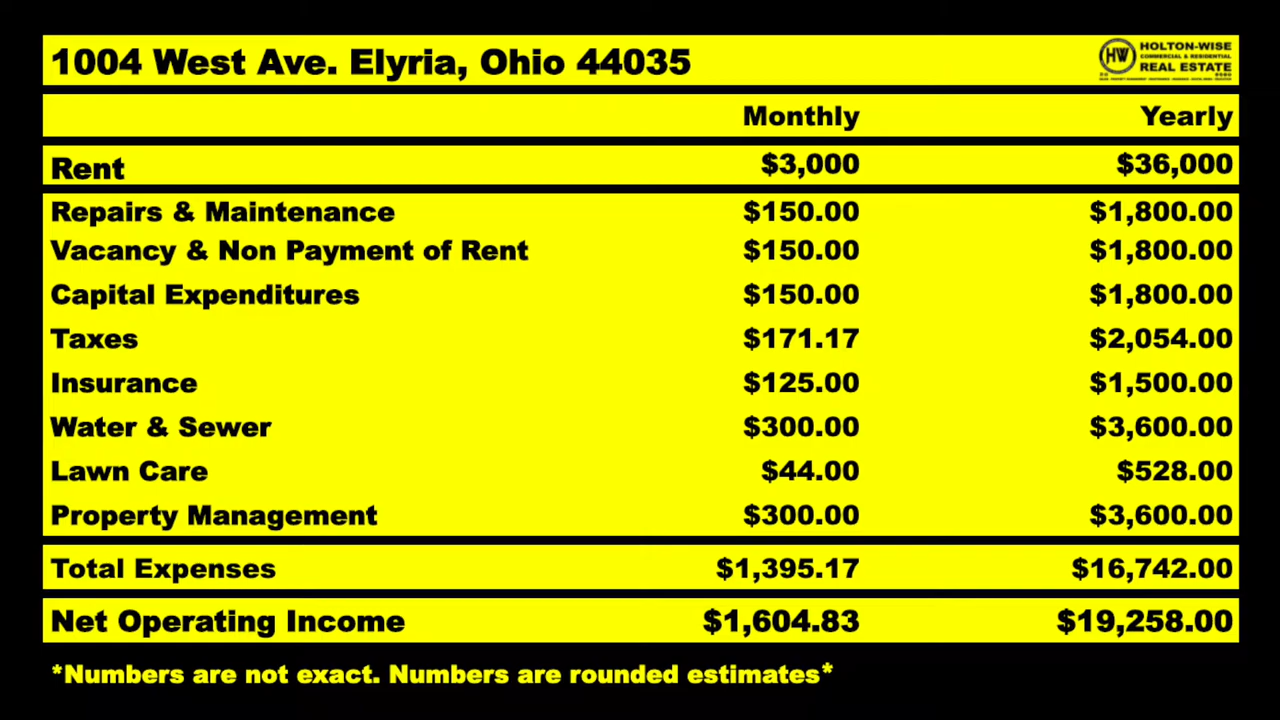 1004 West Ave. Elyria, Ohio 44035
HOLTON-WISE
COMMERCIAL & RESIDENTIAL
REAL ESTATE
HW
Monthly Yearly
Rent $3,000 $36,000
Repairs & Maintenance $150.00 $1,800.00
Vacancy & Non Payment of Rent $150.00 $1,800.00
Capital Expenditures $150.00 $1,800.00
Taxes $171.17 $2,054.00
Insurance $125.00 $1,500.00
Water & Sewer $300.00 $3,600.00
Lawn Care $44.00 $528.00
Property Management $300.00 $3,600.00
Total Expenses $1,395.17 $16,742.00
Net Operating Income $1,604.83 $19,258.00
*Numbers are not exact. Numbers are rounded estimates*